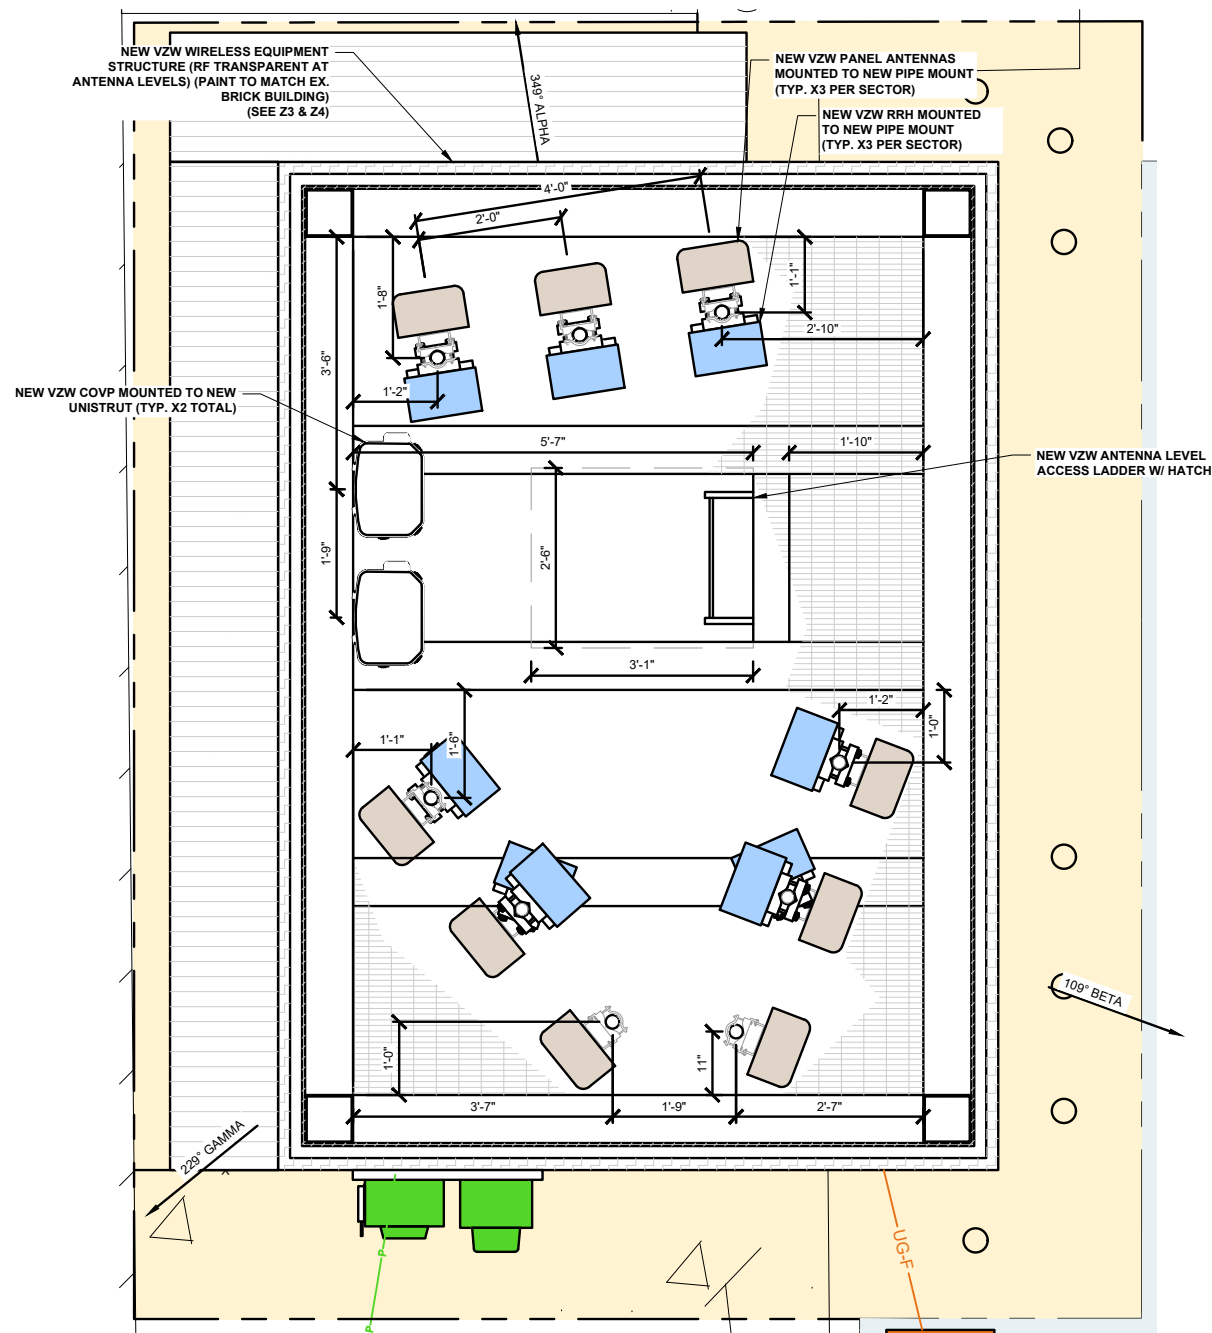 NEW VZW WIRELESS EQUIPMENT
STRUCTURE (RF TRANSPARENT AT
ANTENNA LEVELS) (PAINT TO MATCH EX.
BRICK BUILDING)
(SEE Z3 & Z4)
349° ALPHA
NEW VZW PANEL ANTENNAS
MOUNTED TO NEW PIPE MOUNT
(TYP. X3 PER SECTOR)
NEW VZW RRH MOUNTED
TO NEW PIPE MOUNT
(TYP. X3 PER SECTOR)
4'-0"
2'-0"
1'-8"
1'-1"
2'-10"
3'-6"
1'-2"
NEW VZW COVP MOUNTED TO NEW
UNISTRUT (TYP. X2 TOTAL)
5'-7"
1'-10"
NEW VZW ANTENNA LEVEL
ACCESS LADDER W/ HATCH
1'-9"
2'-6"
3'-1"
1'-2"
1'-0"
1'-1"
1'-6"
109° BETA
1'-0"
11"
3'-7"
1'-9"
2'-7"
229° GAMMA
UG-F
P
P